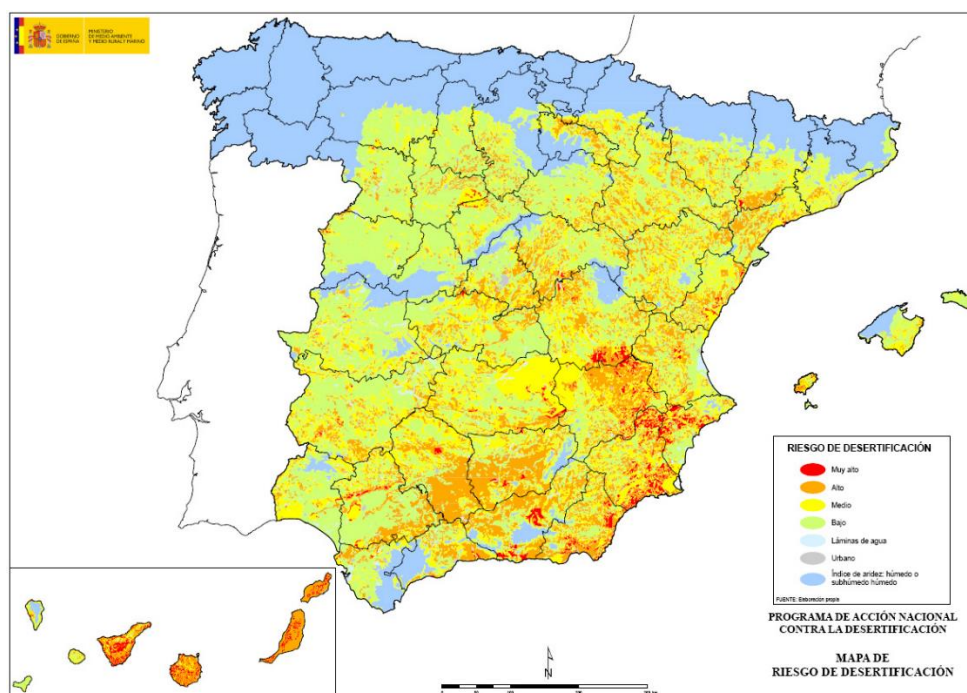 GOBIERNO
DE ESPAÑA
MINISTERIO
DE MEDIO AMBIENTE
Y MEDIO RURAL Y MARINO
RIESGO DE DESERTIFICACIÓN
Muy alto
Alto
Medio
Bajo
Láminas de agua
Urbano
Índice de aridez: húmedo o
subhúmedo húmedo
FUENTE: Elaboración propia
PROGRAMA DE ACCIÓN NACIONAL
CONTRA LA DESERTIFICACIÓN
MAPA DE
RIESGO DE DESERTIFICACIÓN
N